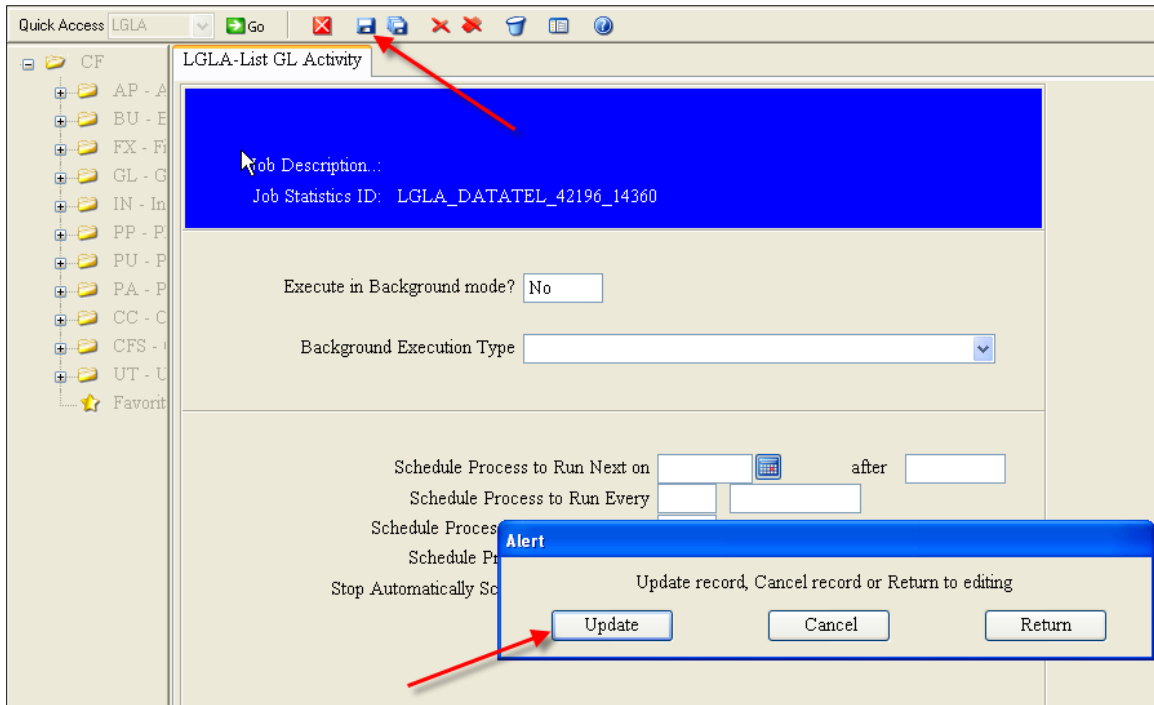 Quick Access LGLA Go
CF
AP - A
BU - E
FX - Fi
GL - G
IN - In
PP - P
PU - P
PA - P
CC - C
CFS -
UT - U
Favorit
LGLA-List GL Activity
Job Description..:
Job Statistics ID: LGLA_DATATEL_42196_14360
Execute in Background mode? No
Background Execution Type
Schedule Process to Run Next on after
Schedule Process to Run Every
Schedule Proces
Schedule Pr
Stop Automatically Sc
Alert
Update record, Cancel record or Return to editing
Update Cancel Return